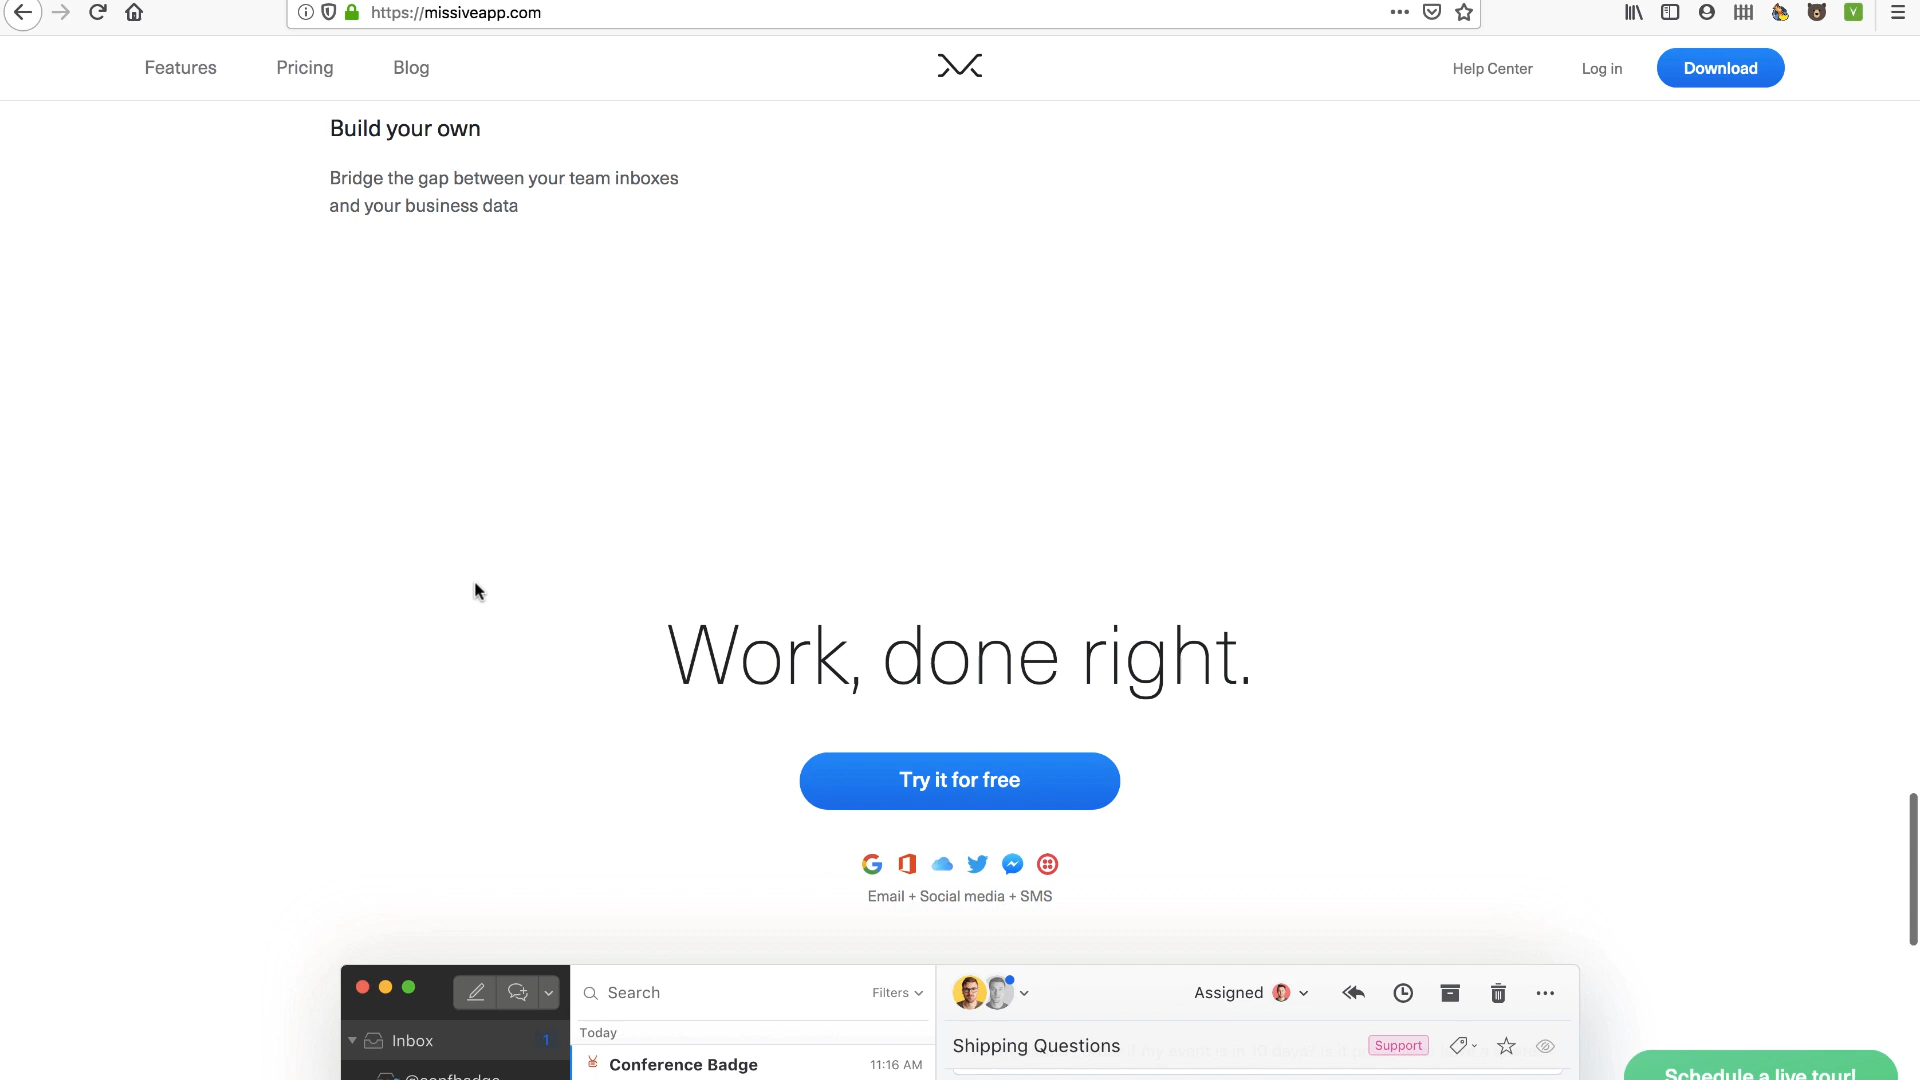 https://missiveapp.com
Features Pricing Blog Help Center Log in Download
Build your own
Bridge the gap between your team inboxes
and your business data
Work, done right.
Try it for free
Email + Social media + SMS
Search Filters Assigned
Today
Inbox 1
Shipping Questions Support
Conference Badge 11:16 AM
Schedule a live tour!